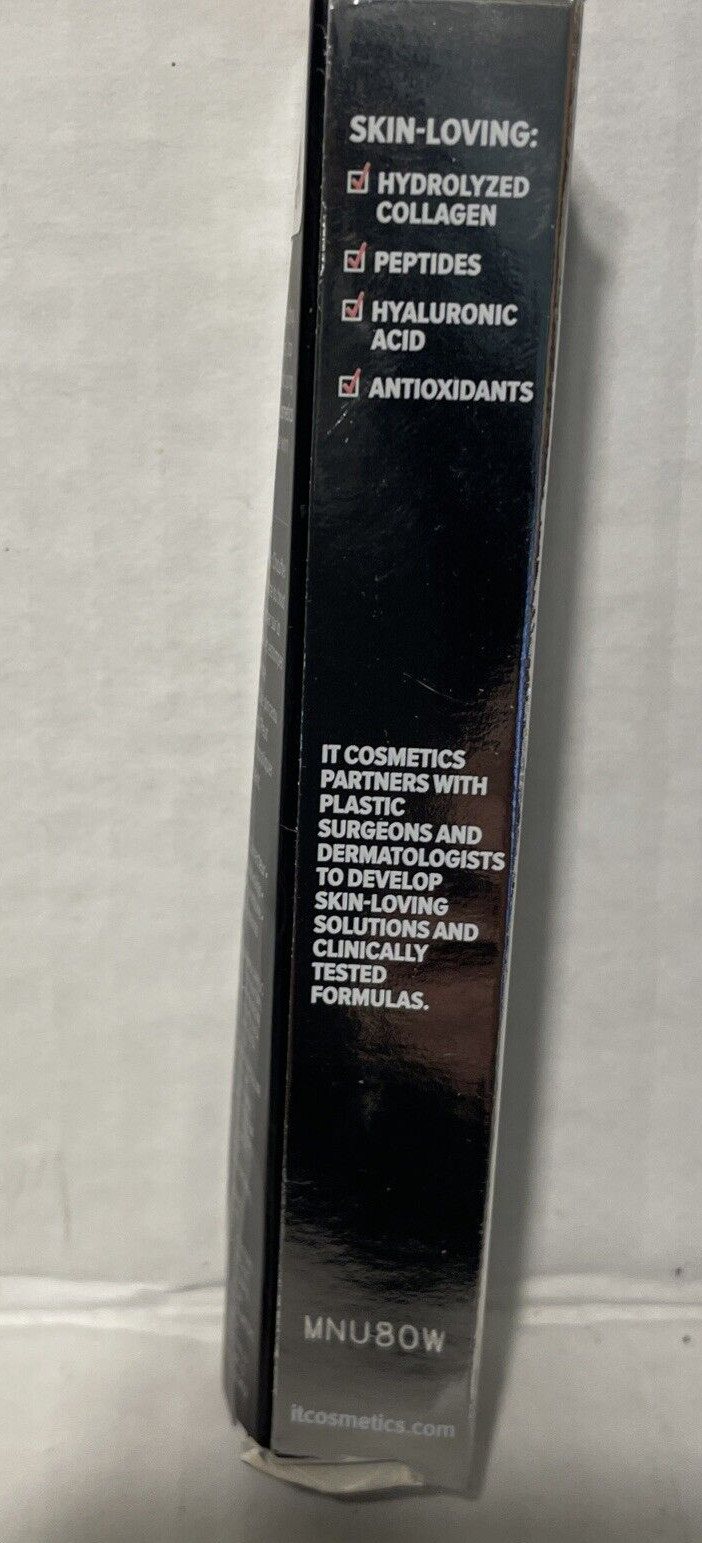 SKIN-LOVING:
HYDROLYZED
COLLAGEN
PEPTIDES
HYALURONIC
ACID
ANTIOXIDANTS
IT COSMETICS
PARTNERS WITH
PLASTIC
SURGEONS AND
DERMATOLOGISTS
TO DEVELOP
SKIN-LOVING
SOLUTIONS AND
CLINICALLY
TESTED
FORMULAS.
MNU80W
itcosmetics.com